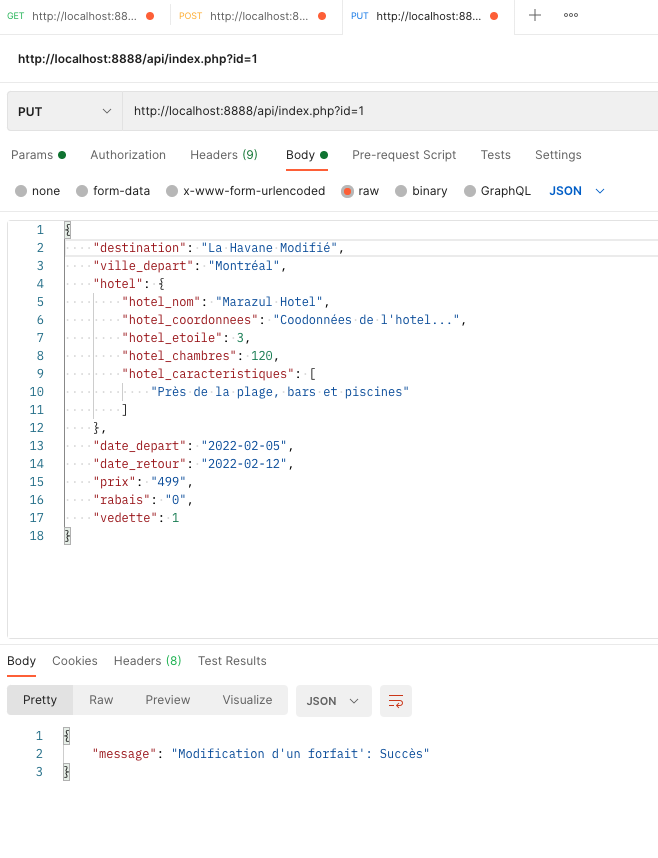 GET http://localhost:88... POST http://localhost:8... PUT http://localhost:88...
http://localhost:8888/api/index.php?id=1
PUT http://localhost:8888/api/index.php?id=1
Params Authorization Headers (9) Body Pre-request Script Tests Settings
none form-data x-www-form-urlencoded raw binary GraphQL JSON
1 {
2 "destination": "La Havane Modifié",
3 "ville_depart": "Montréal",
4 "hotel": {
5 "hotel_nom": "Marazul Hotel",
6 "hotel_coordonnees": "Coodonnées de l'hotel...",
7 "hotel_etoile": 3,
8 "hotel_chambres": 120,
9 "hotel_caracteristiques": [
10 "Près de la plage, bars et piscines"
11 ]
12 },
13 "date_depart": "2022-02-05",
14 "date_retour": "2022-02-12",
15 "prix": "499",
16 "rabais": "0",
17 "vedette": 1
18 }
Body Cookies Headers (8) Test Results
Pretty Raw Preview Visualize JSON
1 {
2 "message": "Modification d'un forfait': Succès"
3 }